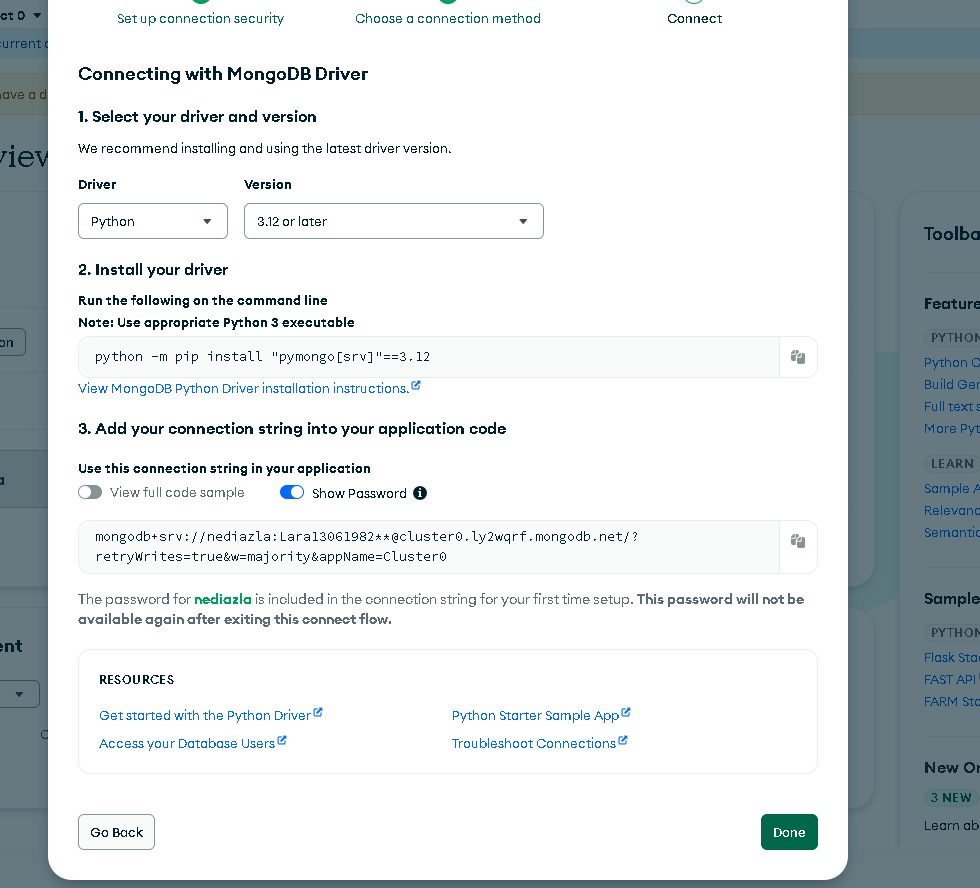 ct 0
Set up connection security
Choose a connection method
Connect
current
have a d
view
Connecting with MongoDB Driver
1. Select your driver and version
We recommend installing and using the latest driver version.
Driver
Version
Python
3.12 or later
2. Install your driver
Run the following on the command line
Note: Use appropriate Python 3 executable
on
python -m pip install "pymongo[srv]"==3.12
View MongoDB Python Driver installation instructions.
3. Add your connection string into your application code
Use this connection string in your application
View full code sample
Show Password
mongodb+srv://nediazla:Lara13061982**@cluster0.ly2wqrf.mongodb.net/?
retryWrites=true&w=majority&appName=Cluster0
The password for nediazla is included in the connection string for your first time setup. This password will not be
available again after exiting this connect flow.
ent
RESOURCES
Get started with the Python Driver
Python Starter Sample App
Access your Database Users
Troubleshoot Connections
Go Back
Done
Toolba
Feature
PYTHON
Python C
Build Gen
Full text s
More Pyt
LEARN
Sample A
Relevanc
Semantic
Sample
PYTHON
Flask Sta
FAST API
FARM Sta
New On
3 NEW
Learn ab